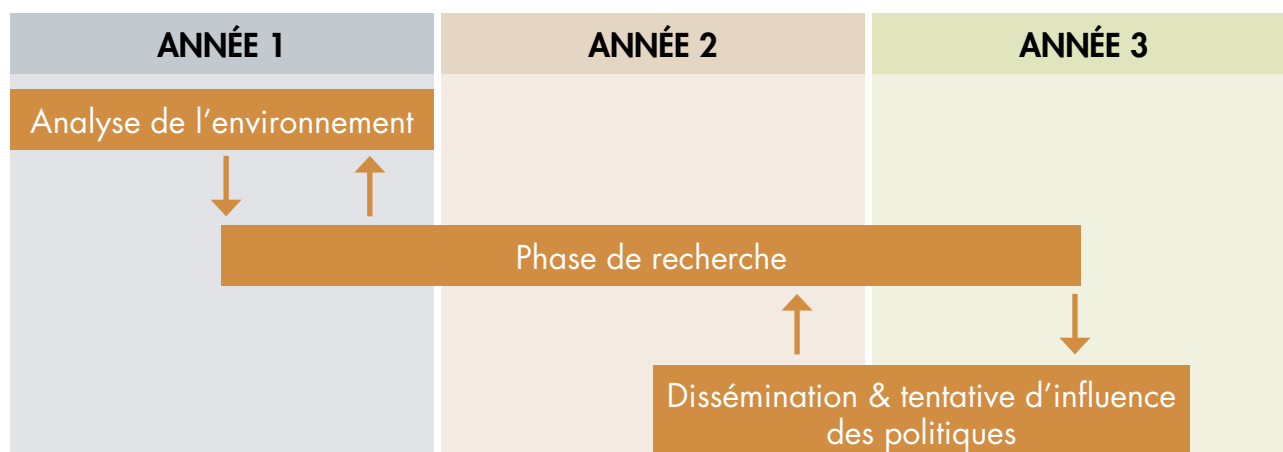 ANNÉE 1
ANNÉE 2
ANNÉE 3
Analyse de l’environnement
Phase de recherche
Dissémination & tentative d’influence
des politiques